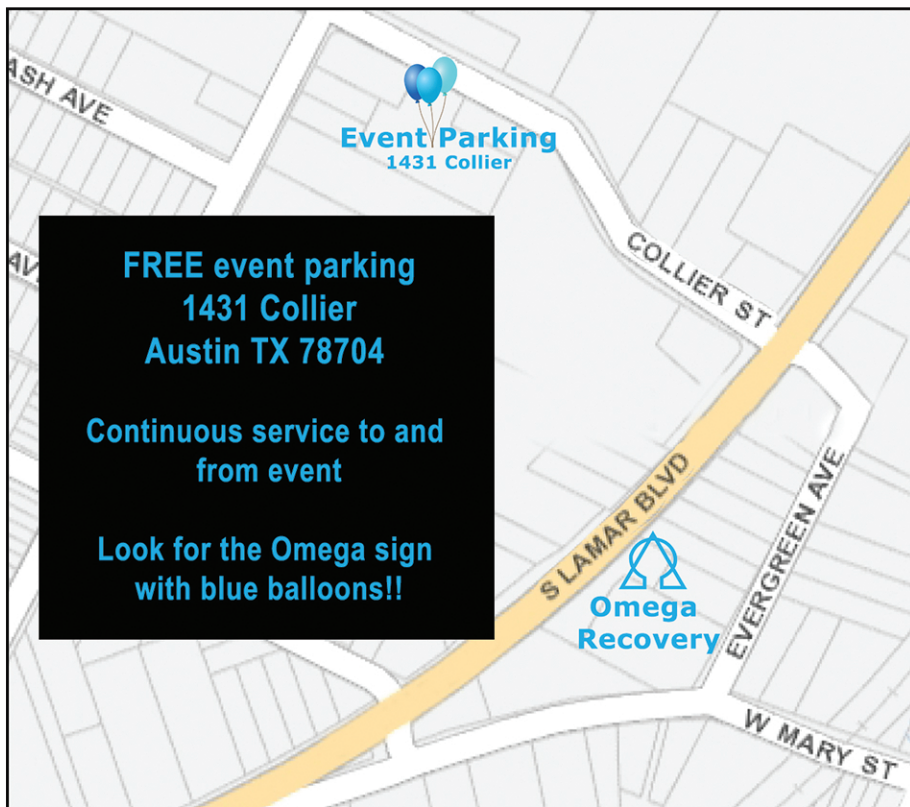 ASH AVE
Event Parking
1431 Collier
AV
FREE event parking
1431 Collier
Austin TX 78704
Continuous service to and
from event
Look for the Omega sign
with blue balloons!!
COLLIER ST
S LAMAR BLVD
EVERGREEN AVE
Omega
Recovery
W MARY ST